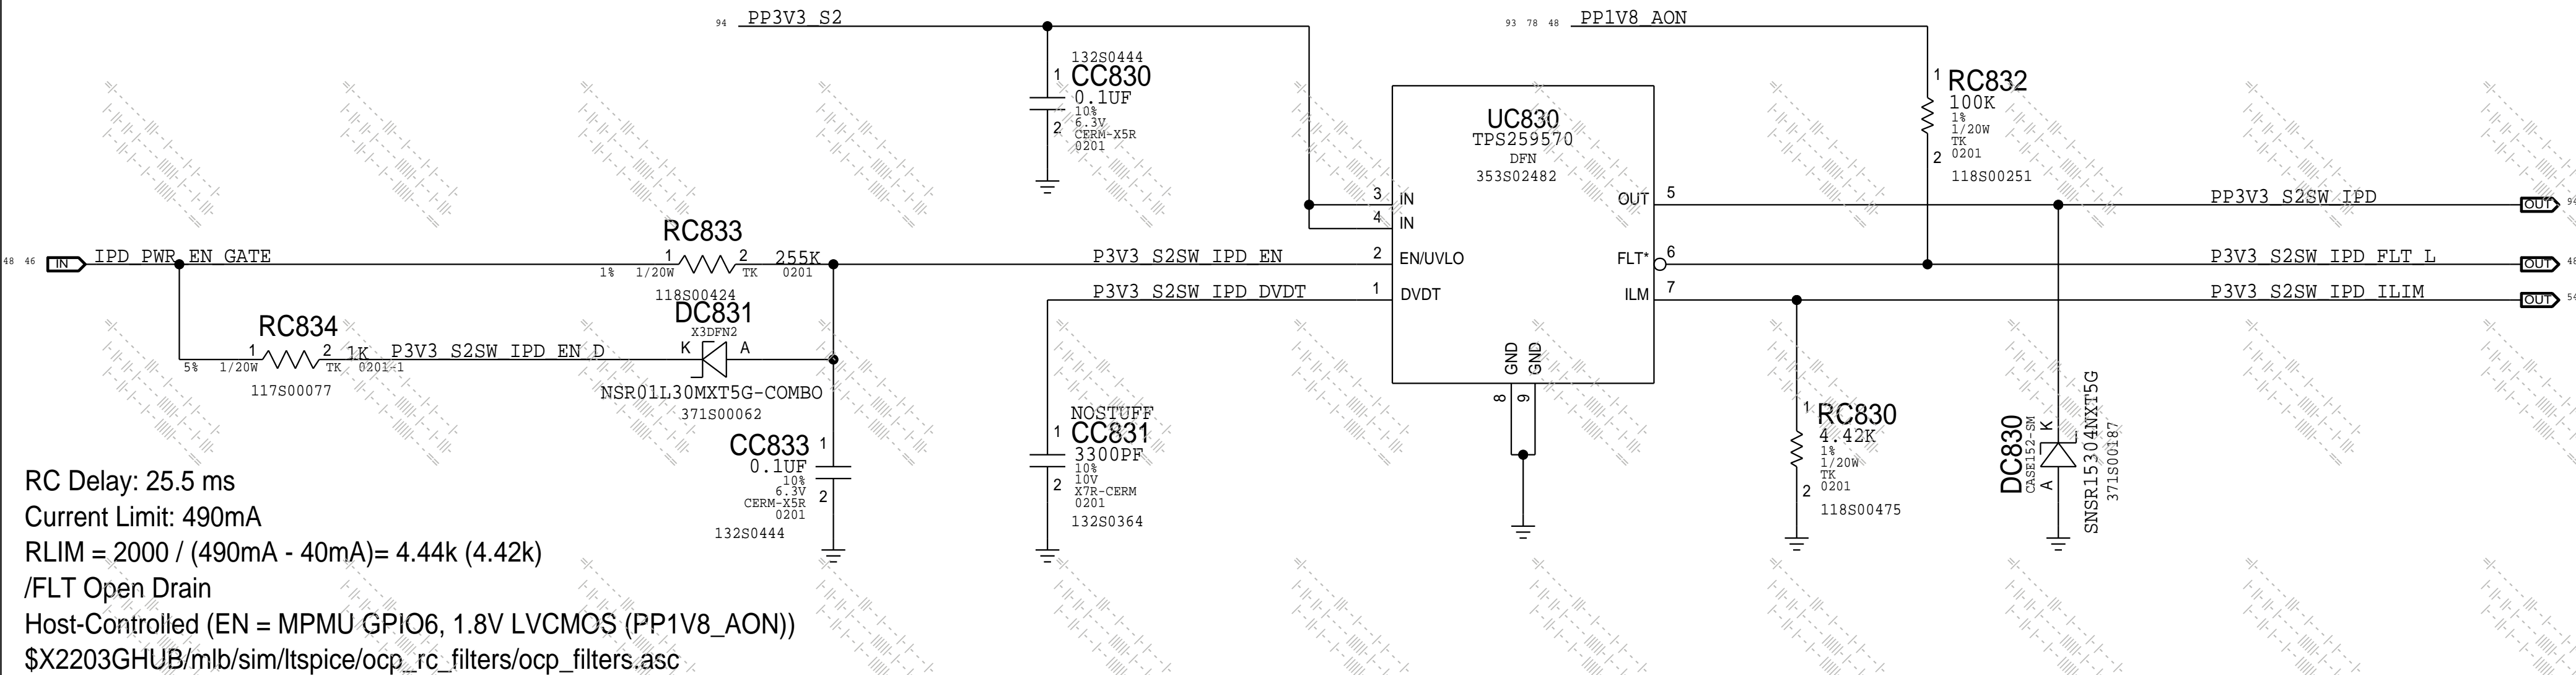 94 PP3V3_S2
93 78 48 PP1V8_AON
132S0444
1 CC830
0.1UF
10%
6.3V
2 CERM-X5R
0201
1 RC832
100K
1%
1/20W
TK
2 0201
118S00251
UC830
TPS259570
DFN
353S02482
3 IN
4 IN
2 EN/UVLO
1 DVDT
OUT 5
FLT* 6
ILM 7
GND GND
8 9
PP3V3_S2SW_IPD OUT
P3V3_S2SW_IPD_FLT_L OUT
P3V3_S2SW_IPD_ILIM OUT
48 46 IN IPD_PWR_EN_GATE
RC833
1 2 255K
1% 1/20W TK 0201
118S00424
P3V3_S2SW_IPD_EN
P3V3_S2SW_IPD_DVDT
DC831
X3DFN2
K A
NSR01L30MXT5G-COMBO
371S00062
RC834
1 2 1K P3V3_S2SW_IPD_EN_D
5% 1/20W TK 0201-1
117S00077
CC833 1
0.1UF
10%
6.3V 2
CERM-X5R
0201
132S0444
NOSTUFF
1 CC831
3300PF
10%
10V
2 X7R-CERM
0201
132S0364
1 RC830
4.42K
1%
1/20W
TK
2 0201
118S00475
DC830
CASE152-SM
A K
SNSR15304NXT5G
371S00187
RC Delay: 25.5 ms
Current Limit: 490mA
RLIM = 2000 / (490mA - 40mA)= 4.44k (4.42k)
/FLT Open Drain
Host-Controlled (EN = MPMU GPIO6, 1.8V LVCMOS (PP1V8_AON))
$X2203GHUB/mlb/sim/ltspice/ocp_rc_filters/ocp_filters.asc